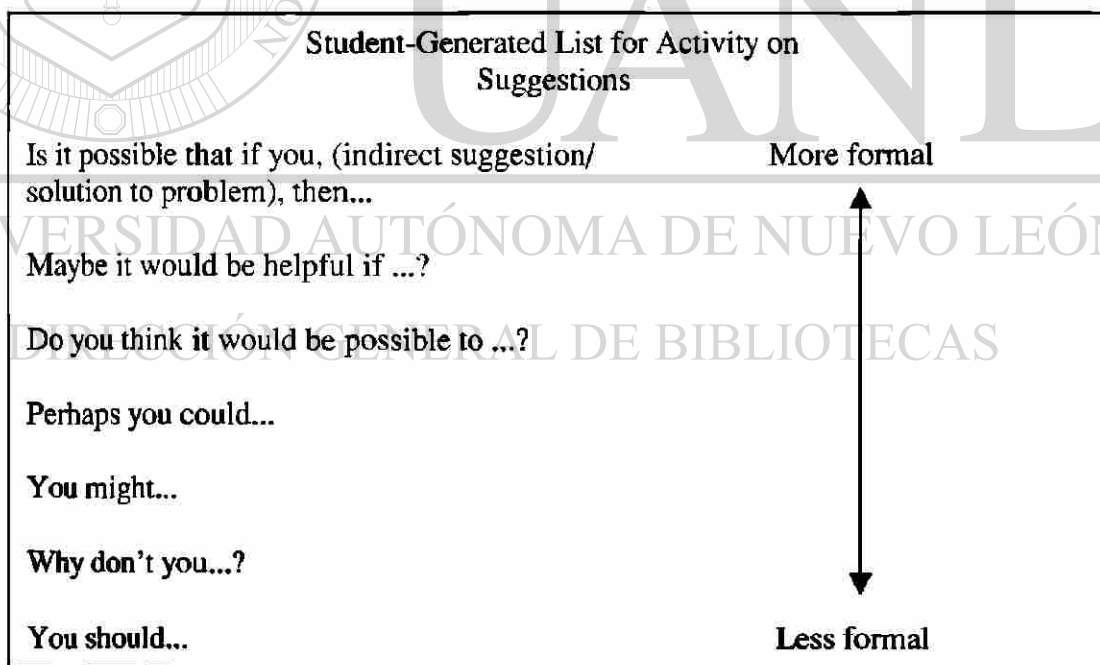 UANL
Student-Generated List for Activity on
Suggestions
Is it possible that if you, (indirect suggestion/
solution to problem), then...
More formal
VERSIDAD AUTÓNOMA DE NUEVO LEÓN
Maybe it would be helpful if ...?
DIRECCIÓN GENERAL DE BIBLIOTECAS
Do you think it would be possible to ...?
Perhaps you could...
You might...
Why don't you...?
You should...
Less formal